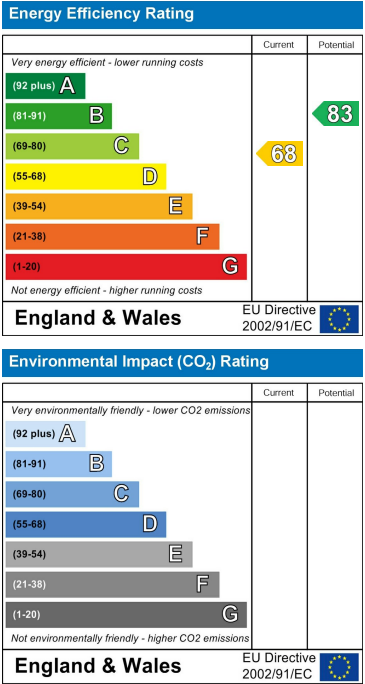 Energy Efficiency Rating
Current Potential
Very energy efficient - lower running costs
(92 plus) A
(81-91) B
83
(69-80) C
68
(55-68) D
(39-54) E
(21-38) F
(1-20) G
Not energy efficient - higher running costs
England & Wales
EU Directive
2002/91/EC
Environmental Impact (CO₂) Rating
Current Potential
Very environmentally friendly - lower CO2 emissions
(92 plus) A
(81-91) B
(69-80) C
(55-68) D
(39-54) E
(21-38) F
(1-20) G
Not environmentally friendly - higher CO2 emissions
England & Wales
EU Directive
2002/91/EC